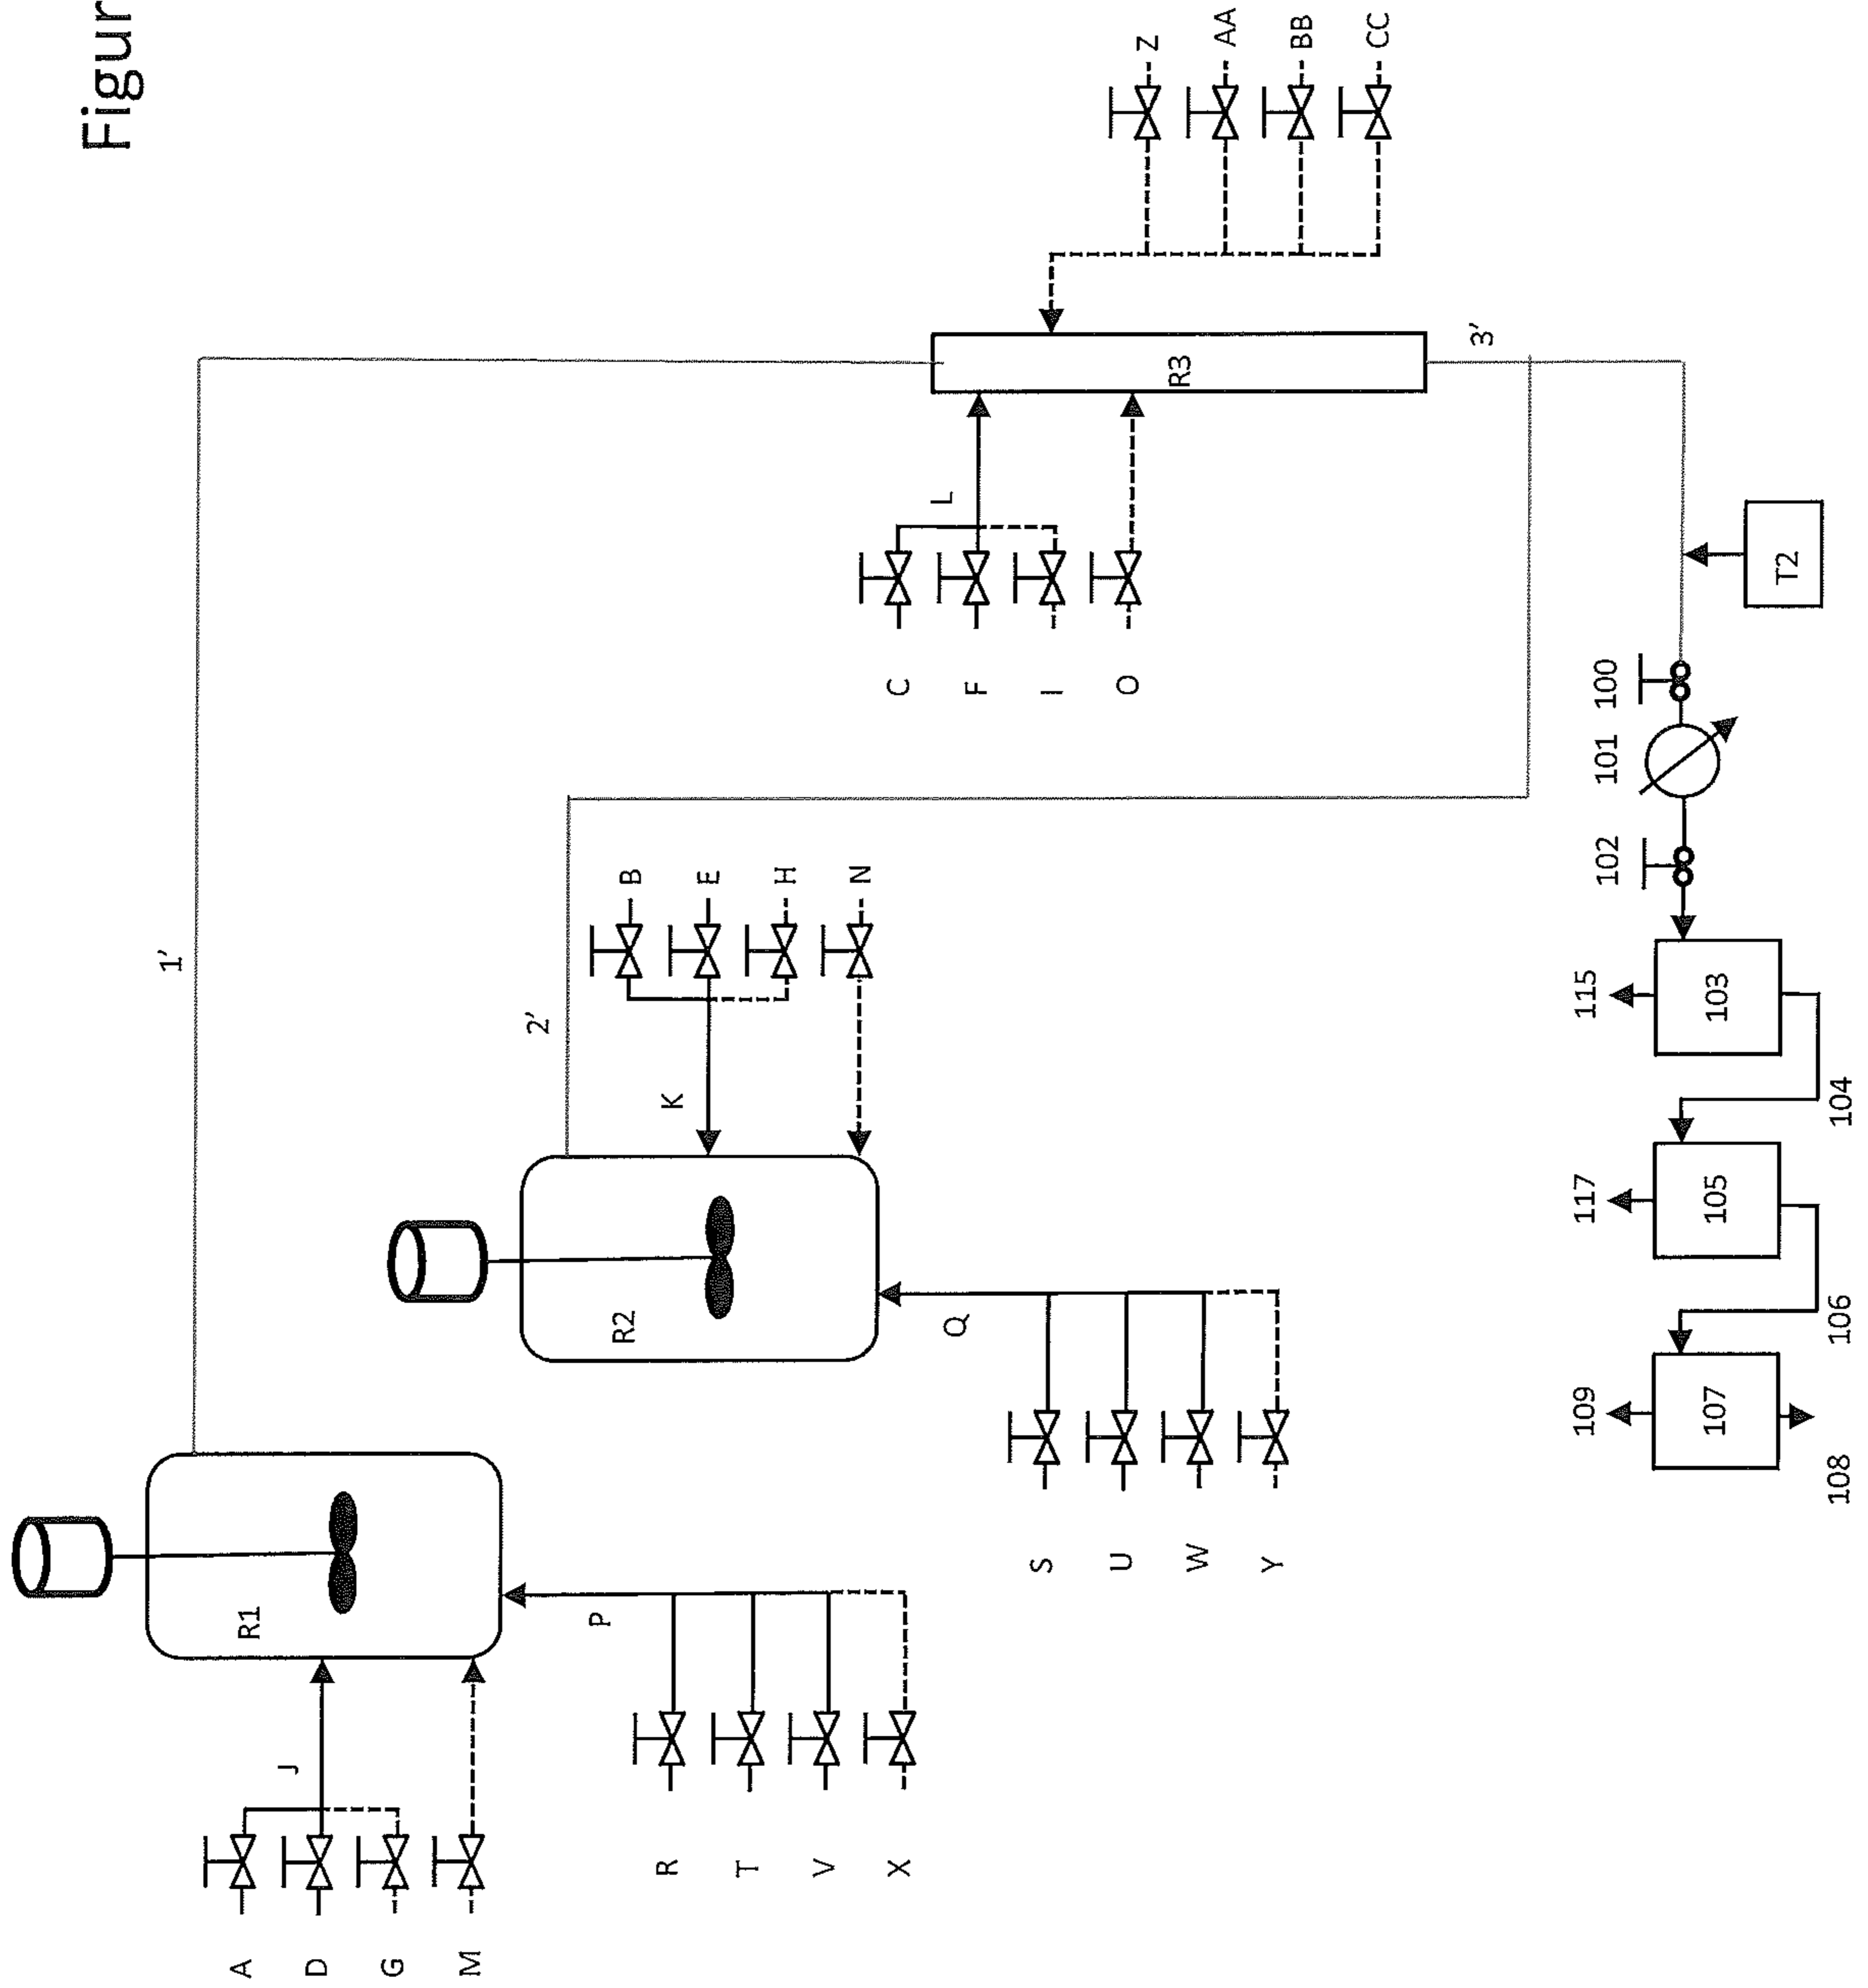 Figur
1'
2'
3'
A
D
G
M
J
R1
P
R
T
V
X
R2
K
B
E
H
N
Q
S
U
W
Y
C
F
I
O
L
R3
Z
AA
BB
CC
T2
100
101
102
103
115
104
105
117
106
107
109
108